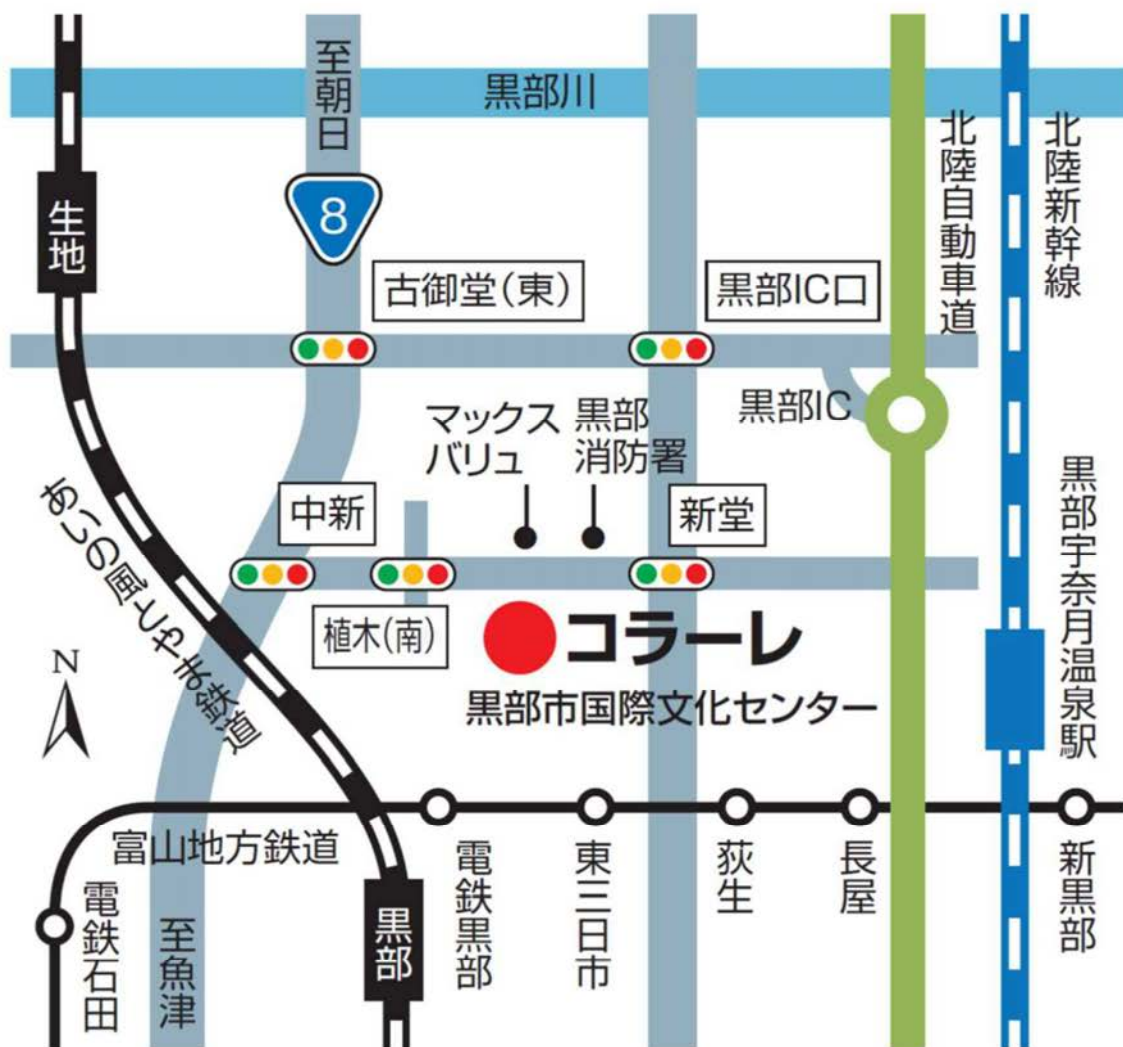 至朝日
黒部川
8
生地
北陸自動車道
北陸新幹線
古御堂(東)
黒部IC口
黒部IC
マックス
バリュ
黒部
消防署
中新
新堂
黒部宇奈月温泉駅
あいの風とやま鉄道
植木(南)
コラーレ
黒部市国際文化センター
N
富山地方鉄道
電鉄石田
至魚津
黒部
電鉄黒部
東三日市
荻生
長屋
新黒部